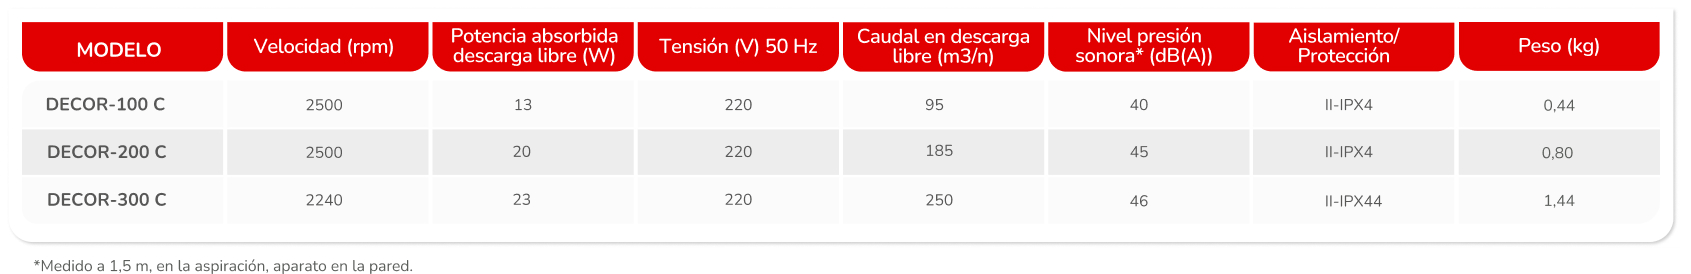 MODELO Velocidad (rpm) Potencia absorbida descarga libre (W) Tensión (V) 50 Hz Caudal en descarga libre (m3/n) Nivel presión sonora* (dB(A)) Aislamiento/ Protección Peso (kg)
DECOR-100 C 2500 13 220 95 40 II-IPX4 0,44
DECOR-200 C 2500 20 220 185 45 II-IPX4 0,80
DECOR-300 C 2240 23 220 250 46 II-IPX44 1,44
*Medido a 1,5 m, en la aspiración, aparato en la pared.